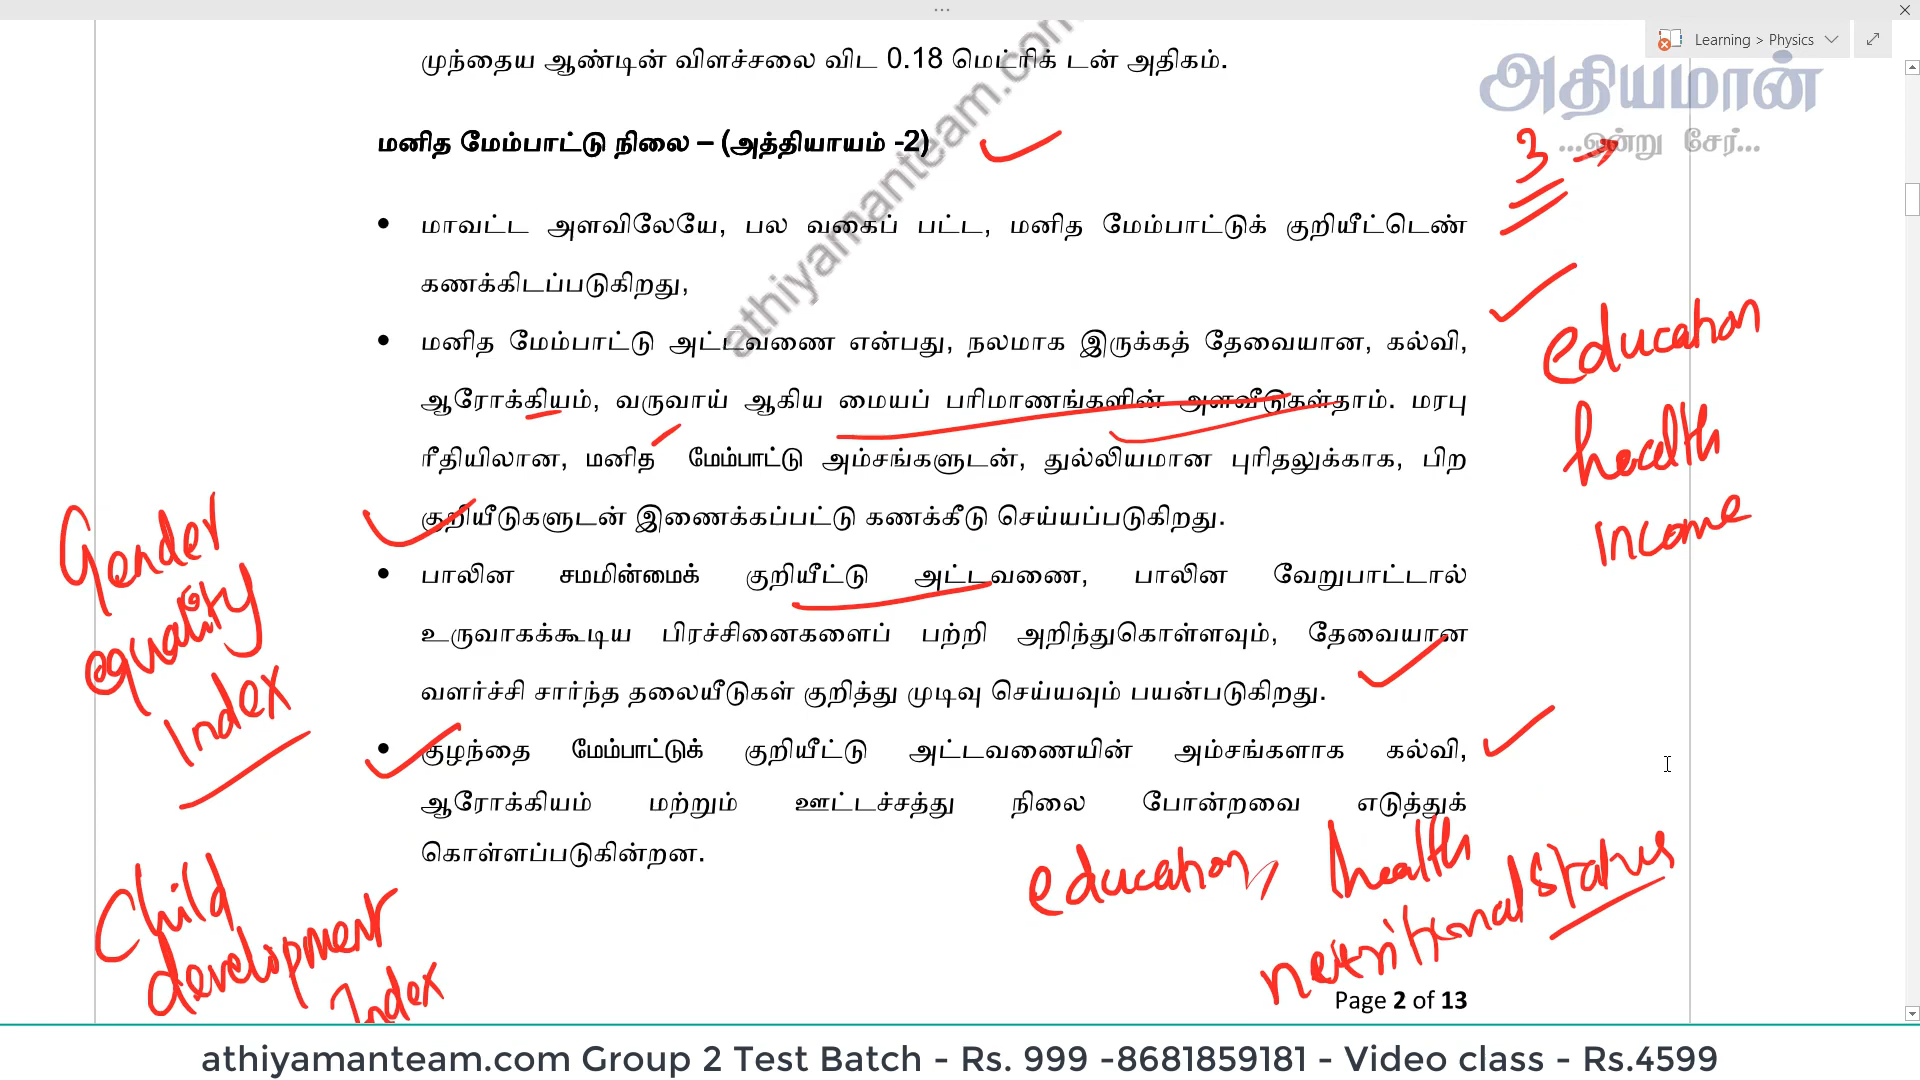 Learning > Physics
முந்தைய ஆண்டின் விளச்சலை விட 0.18 மெட்ரிக் டன் அதிகம்.
அதியமான்
...ஒன்று சேர்...
மனித மேம்பாட்டு நிலை – (அத்தியாயம் -2)
3 →
athiyamanteam.com
மாவட்ட அளவிலேயே, பல வகைப் பட்ட, மனித மேம்பாட்டுக் குறியீட்டெண்
கணக்கிடப்படுகிறது,
மனித மேம்பாட்டு அட்டவணை என்பது, நலமாக இருக்கத் தேவையான, கல்வி,
ஆரோக்கியம், வருவாய் ஆகிய மையப் பரிமாணங்களின் அளவீடுகள்தாம். மரபு
ரீதியிலான, மனித மேம்பாட்டு அம்சங்களுடன், துல்லியமான புரிதலுக்காக, பிற
குறியீடுகளுடன் இணைக்கப்பட்டு கணக்கீடு செய்யப்படுகிறது.
education
health
income
பாலின சமமின்மைக் குறியீட்டு அட்டவணை, பாலின வேறுபாட்டால்
உருவாகக்கூடிய பிரச்சினைகளைப் பற்றி அறிந்துகொள்ளவும், தேவையான
வளர்ச்சி சார்ந்த தலையீடுகள் குறித்து முடிவு செய்யவும் பயன்படுகிறது.
Gender
equality
Index
குழந்தை மேம்பாட்டுக் குறியீட்டு அட்டவணையின் அம்சங்களாக கல்வி,
ஆரோக்கியம் மற்றும் ஊட்டச்சத்து நிலை போன்றவை எடுத்துக்
கொள்ளப்படுகின்றன.
education, health
nutritional status
Child
development
Index
Page 2 of 13
athiyamanteam.com Group 2 Test Batch - Rs. 999 -8681859181 - Video class - Rs.4599